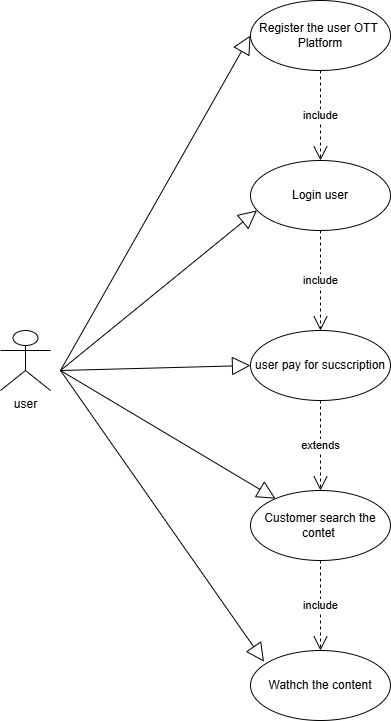 Register the user OTT
Platform
include
Login user
include
user pay for sucscription
user
extends
Customer search the
contet
include
Wathch the content